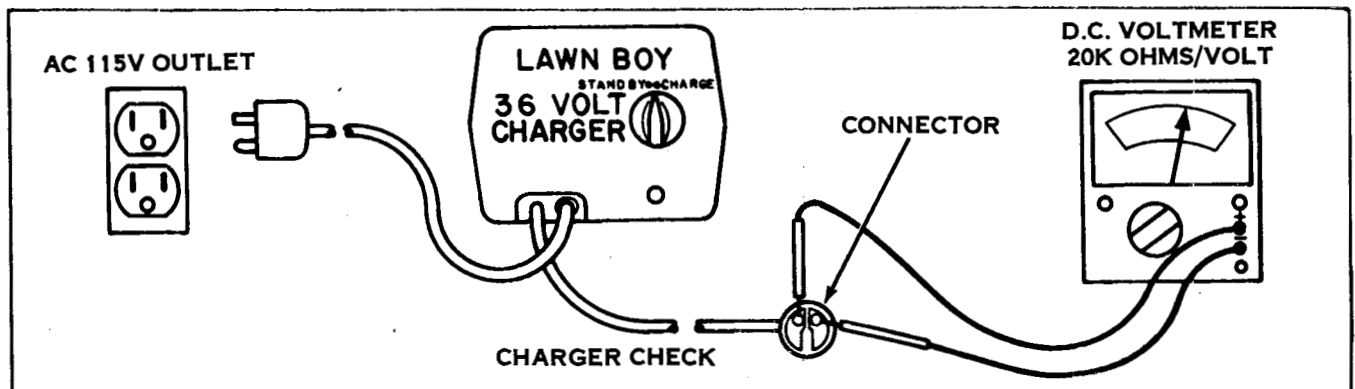 AC 115V OUTLET
LAWN BOY
STAND BY CHARGE
36 VOLT
CHARGER
CONNECTOR
D.C. VOLTMETER
20K OHMS/VOLT
+
-
CHARGER CHECK